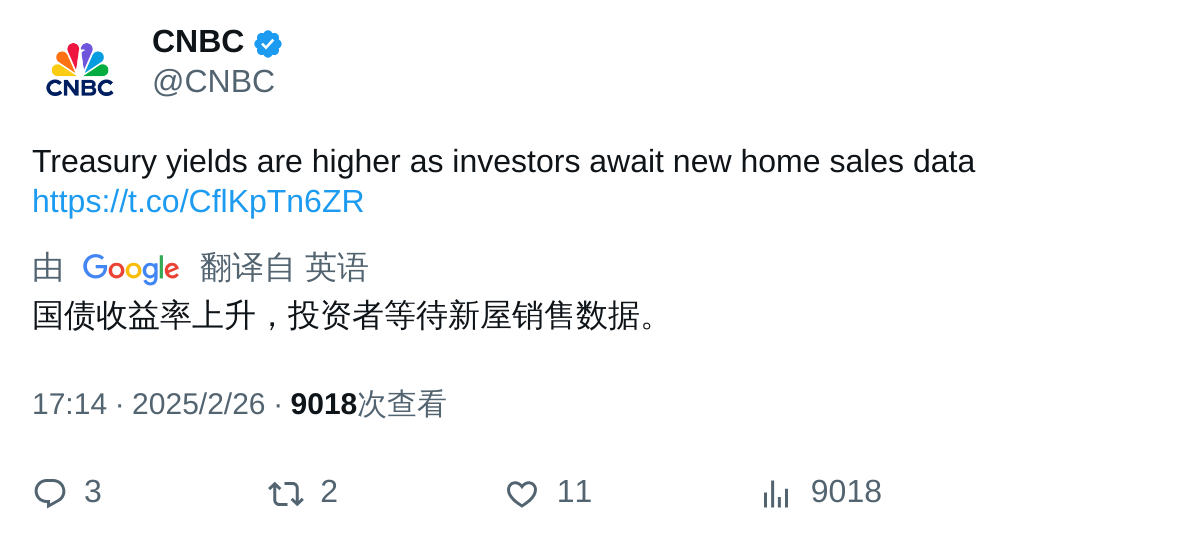 CNBC
CNBC
@CNBC
Treasury yields are higher as investors await new home sales data
https://t.co/CflKpTn6ZR
由 Google 翻译自 英语
国债收益率上升，投资者等待新屋销售数据。
17:14 · 2025/2/26 · 9018次查看
3 2 11 9018